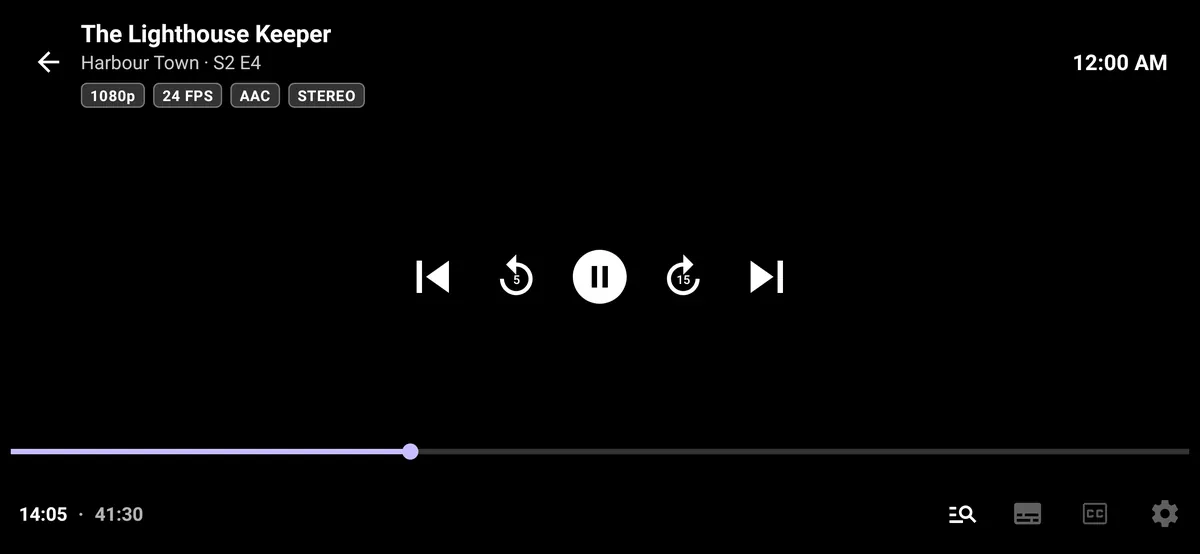 The Lighthouse Keeper
Harbour Town · S2 E4
12:00 AM
1080p 24 FPS AAC STEREO
5 15
14:05 · 41:30
CC